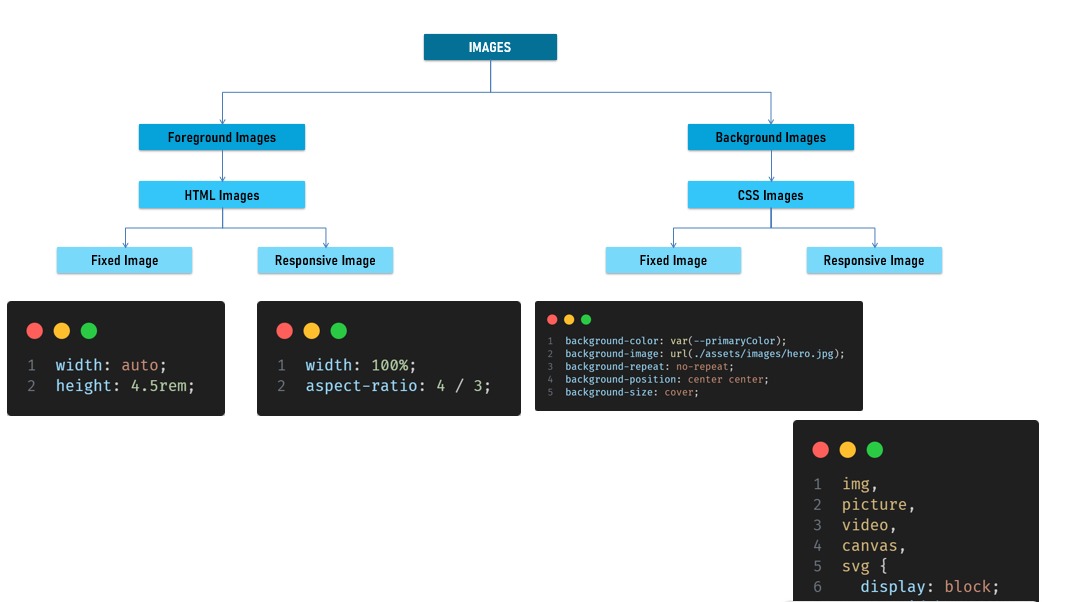 IMAGES
Foreground Images
Background Images
HTML Images
CSS Images
Fixed Image
Responsive Image
Fixed Image
Responsive Image
1 width: auto;
2 height: 4.5rem;
1 width: 100%;
2 aspect-ratio: 4 / 3;
1 background-color: var(--primaryColor);
2 background-image: url(./assets/images/hero.jpg);
3 background-repeat: no-repeat;
4 background-position: center center;
5 background-size: cover;
1 img,
2 picture,
3 video,
4 canvas,
5 svg {
6 display: block;